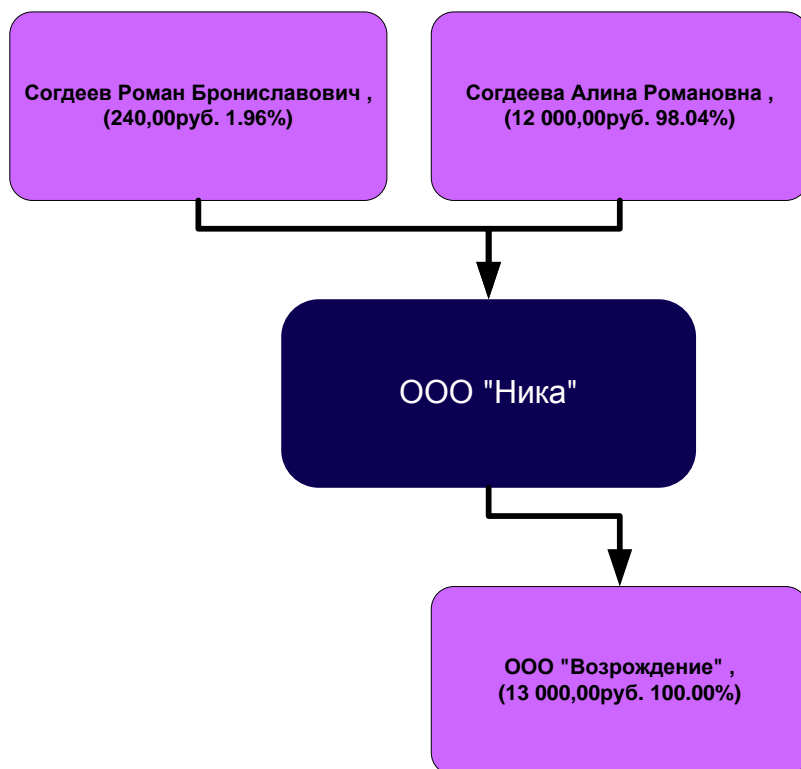 Согдеев Роман Брониславович ,
(240,00руб. 1.96%)
Согдеева Алина Романовна ,
(12 000,00руб. 98.04%)
ООО "Ника"
ООО "Возрождение" ,
(13 000,00руб. 100.00%)